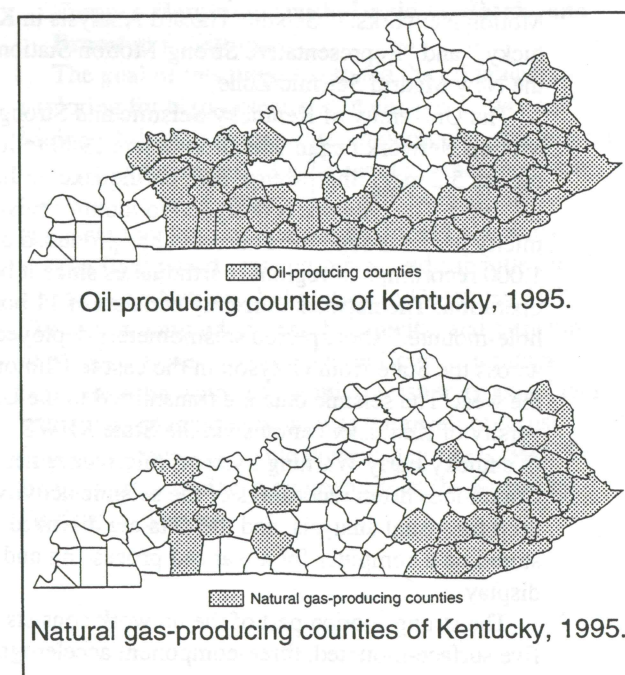 Oil-producing counties
Oil-producing counties of Kentucky, 1995.
Natural gas-producing counties
Natural gas-producing counties of Kentucky, 1995.